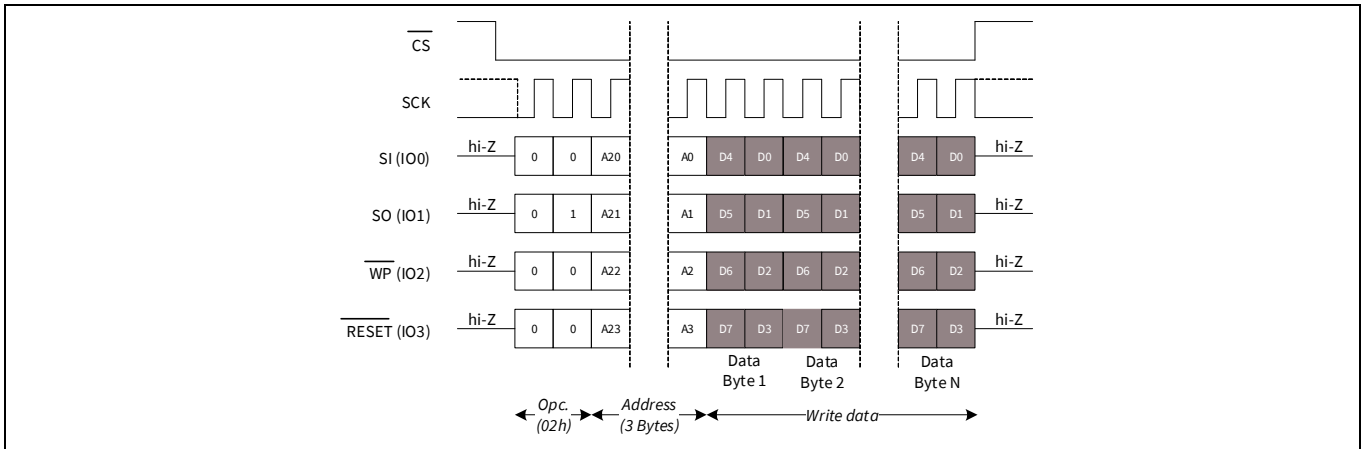 CS
SCK
SI (IO0) hi-Z 0 0 A20 A0 D4 D0 D4 D0 D4 D0 hi-Z
SO (IO1) hi-Z 0 1 A21 A1 D5 D1 D5 D1 D5 D1 hi-Z
WP (IO2) hi-Z 0 0 A22 A2 D6 D2 D6 D2 D6 D2 hi-Z
RESET (IO3) hi-Z 0 0 A23 A3 D7 D3 D7 D3 D7 D3 hi-Z
Data Data Data
Byte 1 Byte 2 Byte N
Opc. Address Write data
(02h) (3 Bytes)